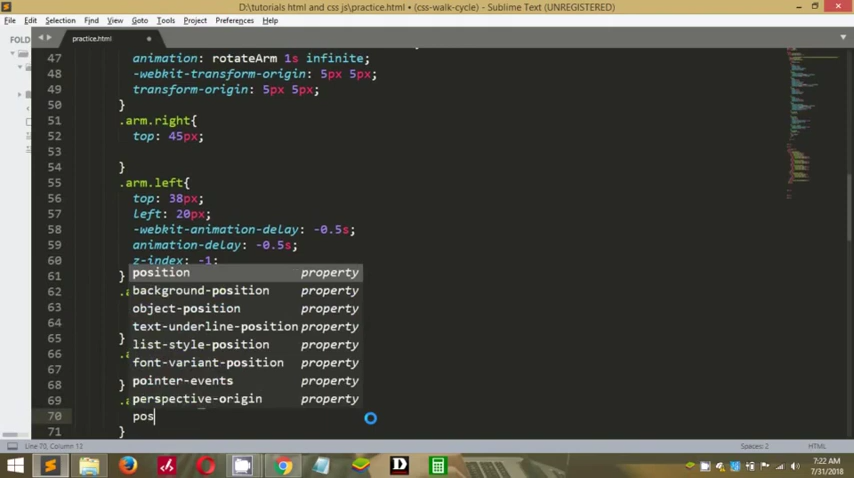 D:\tutorials html and css js\practice.html • (css-walk-cycle) - Sublime Text (UNREGISTERED)
File Edit Selection Find View Goto Tools Project Preferences Help
FOLD
practice.html
47 animation: rotateArm 1s infinite;
48 -webkit-transform-origin: 5px 5px;
49 transform-origin: 5px 5px;
50 }
51 .arm.right{
52 top: 45px;
53
54 }
55 .arm.left{
56 top: 38px;
57 left: 20px;
58 -webkit-animation-delay: -0.5s;
59 animation-delay: -0.5s;
60 z-index: -1;
61 }
position property
62
background-position property
63
object-position property
64
text-underline-position property
65
list-style-position property
66
font-variant-position property
67
pointer-events property
68
perspective-origin property
69
70 pos
71 }
Line 70, Column 12 Spaces: 2 HTML
7:22 AM
7/31/2018